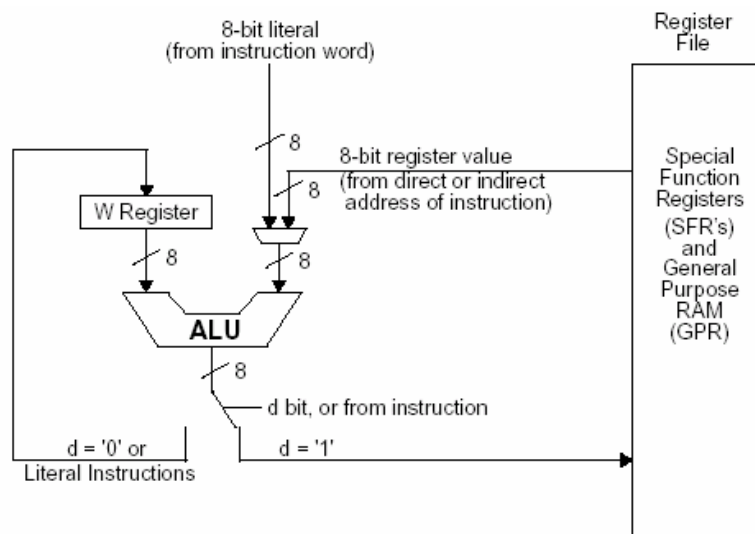 8-bit literal
(from instruction word)
Register
File
8
8-bit register value
8
(from direct or indirect
address of instruction)
Special
Function
Registers
(SFR's)
and
General
Purpose
RAM
(GPR)
W Register
8
8
ALU
8
d bit, or from instruction
d = '0' or
Literal Instructions
d = '1'